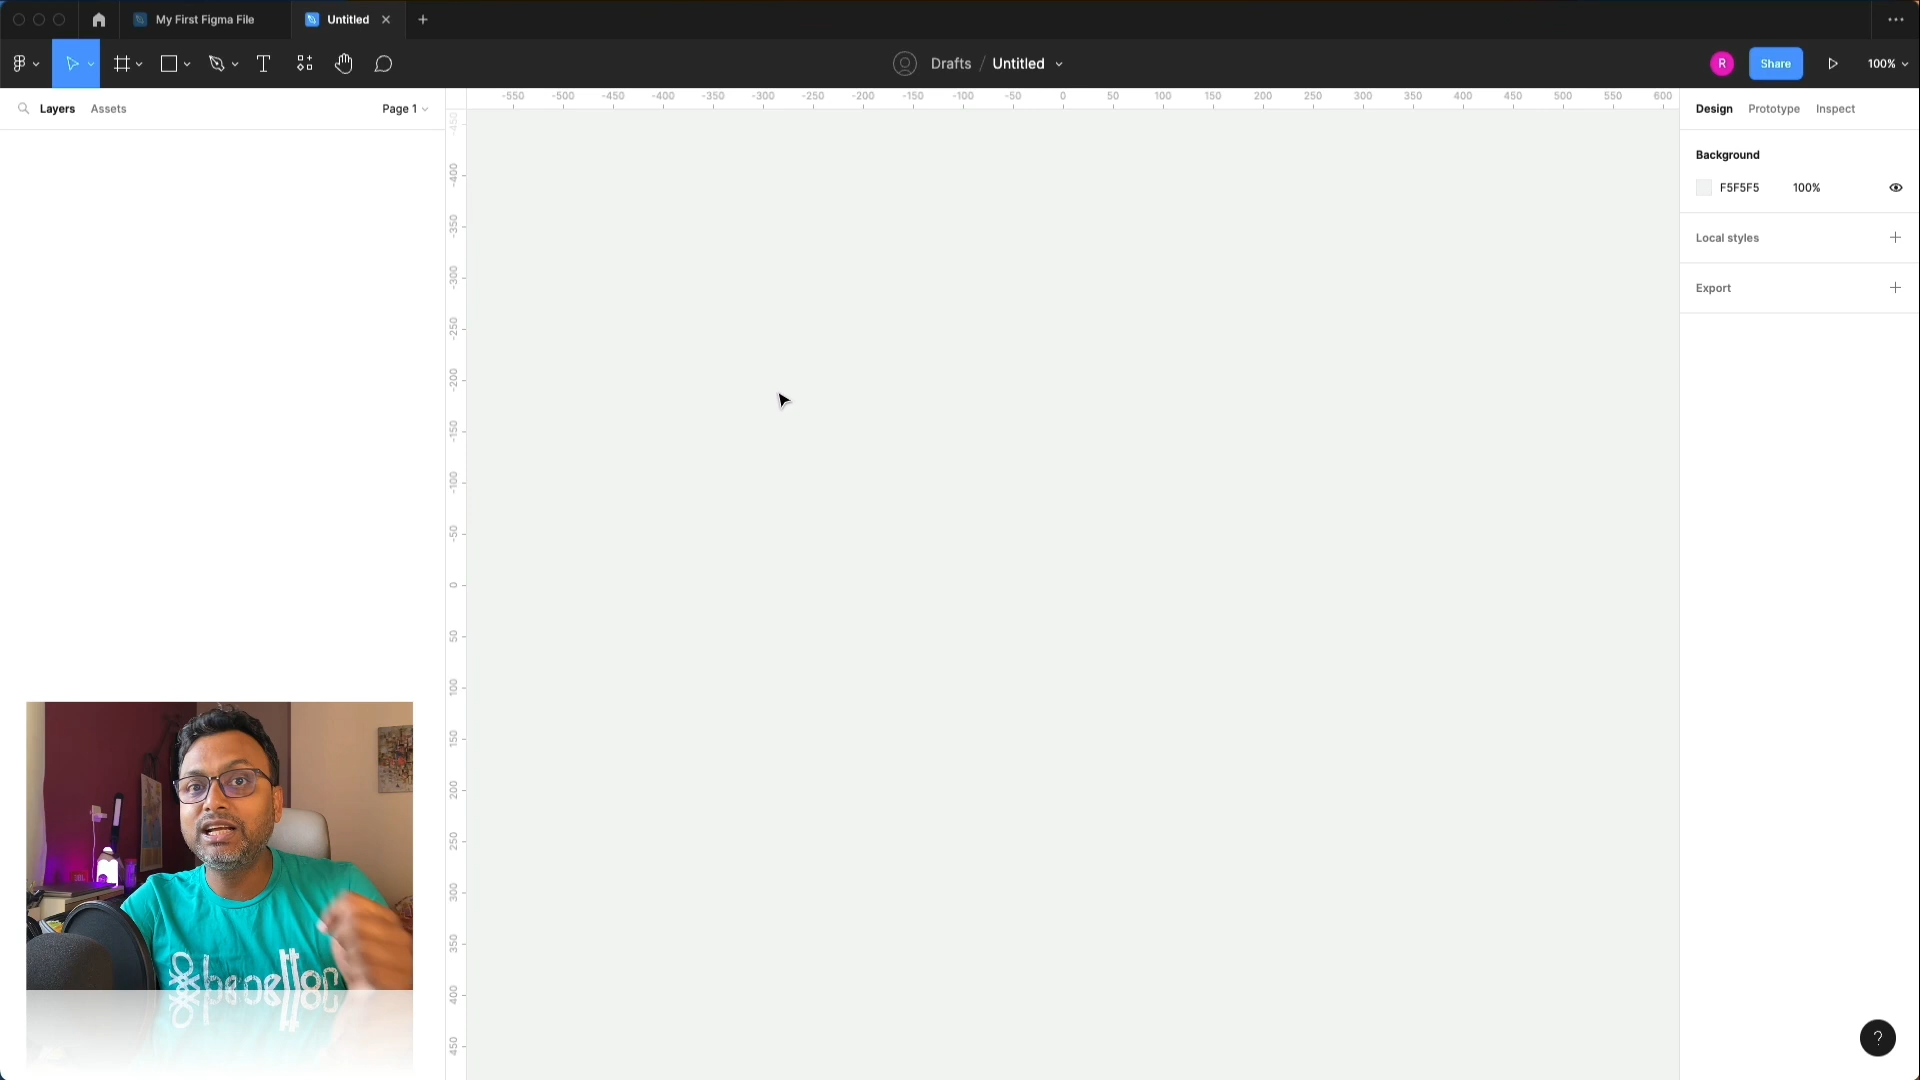 My First Figma File
Untitled
Drafts / Untitled
R
Share
100%
Layers
Assets
Page 1
-550 -500 -450 -400 -350 -300 -250 -200 -150 -100 -50 0 50 100 150 200 250 300 350 400 450 500 550 600
-450
-400
-350
-300
-250
-200
-150
-100
-50
0
50
100
150
200
250
300
350
400
450
Design
Prototype
Inspect
Background
F5F5F5
100%
Local styles
Export
benetton
?